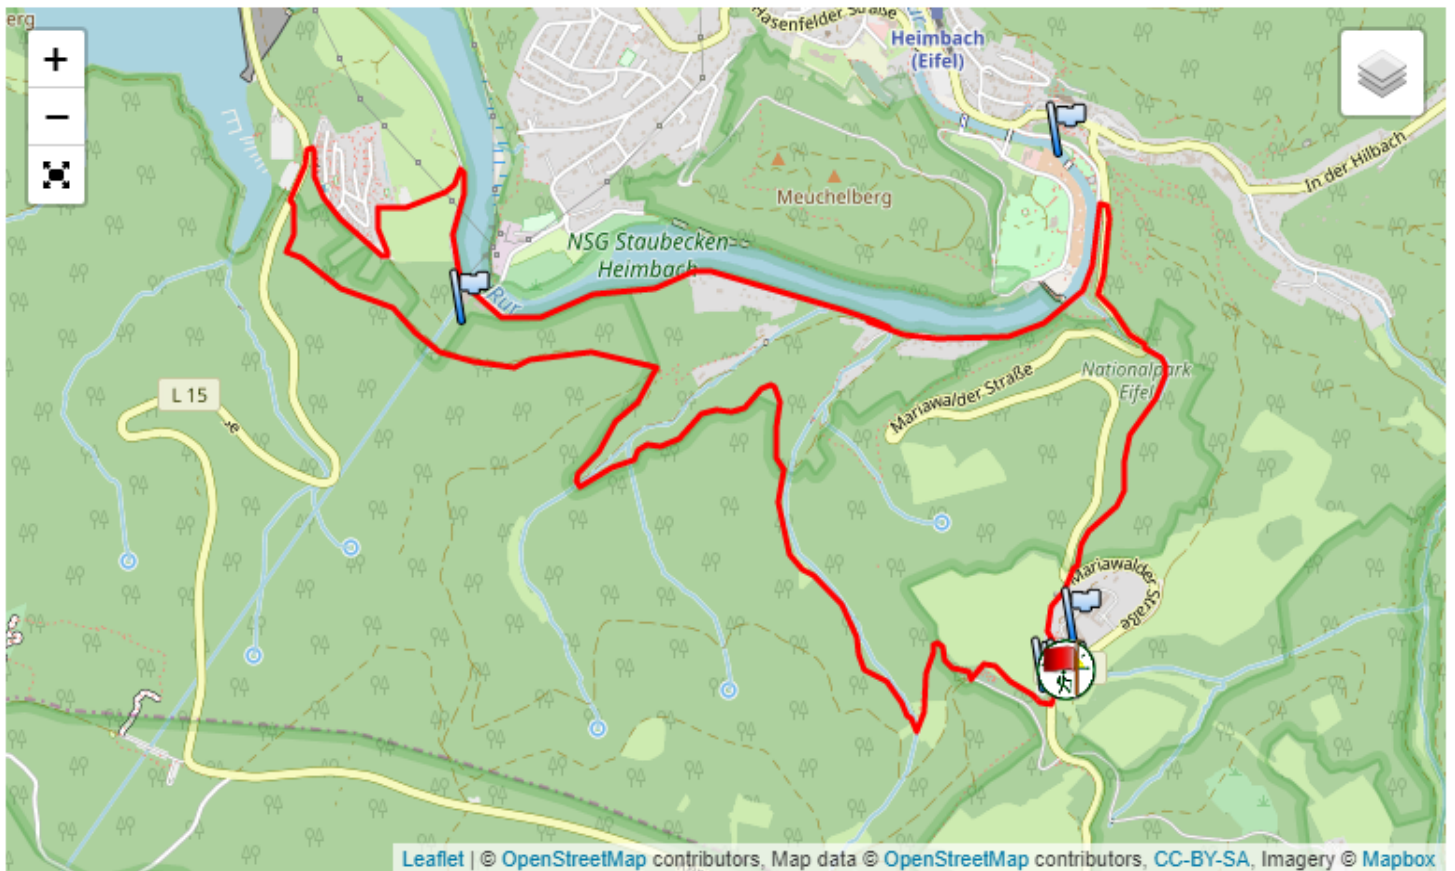 erg
Hasenfelder Straße
Heimbach
(Eifel)
+
−
In der Hilbach
Meuchelberg
NSG Staubecken
Heimbach
Rur
Nationalpark
Eifel
Mariawalder Straße
L 15
Mariawalder
Straße
Leaflet | © OpenStreetMap contributors, Map data © OpenStreetMap contributors, CC-BY-SA, Imagery © Mapbox